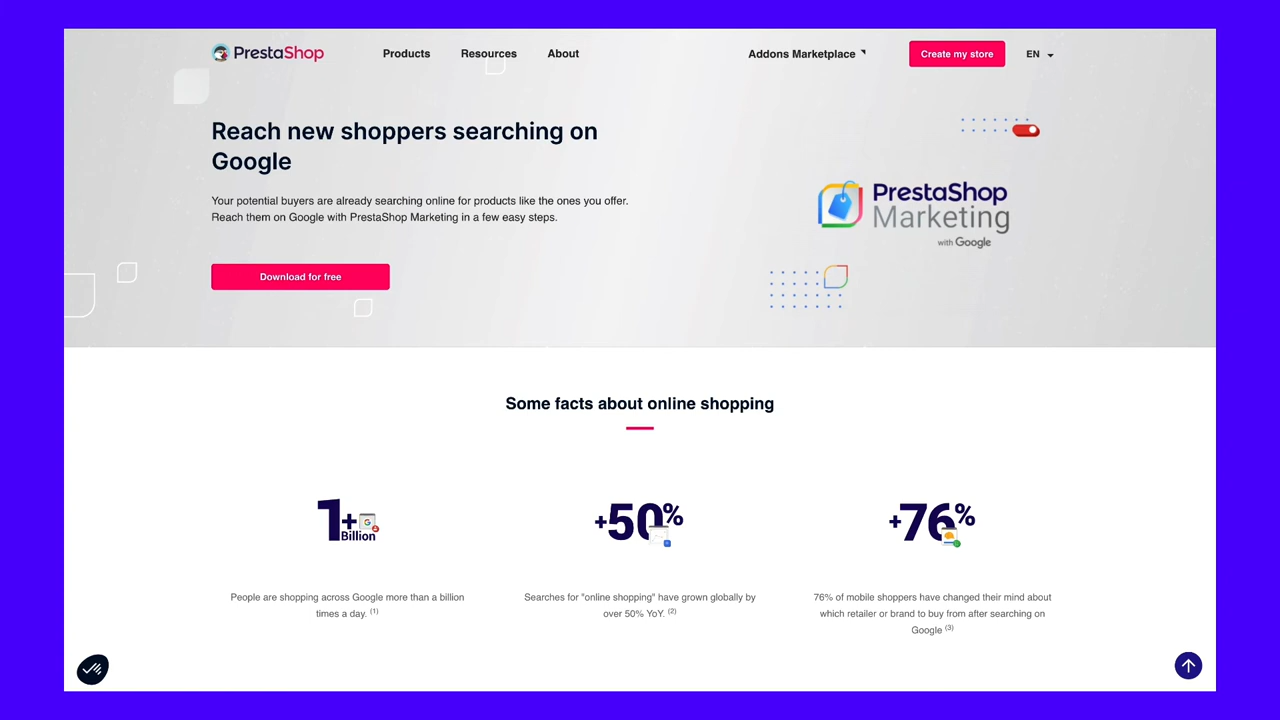 PrestaShop
Products
Resources
About
Addons Marketplace
Create my store
EN
Reach new shoppers searching on
Google
Your potential buyers are already searching online for products like the ones you offer.
Reach them on Google with PrestaShop Marketing in a few easy steps.
Download for free
PrestaShop
Marketing
with Google
Some facts about online shopping
1+
Billion
G
+50%
+76%
People are shopping across Google more than a billion
times a day. (1)
Searches for "online shopping" have grown globally by
over 50% YoY. (2)
76% of mobile shoppers have changed their mind about
which retailer or brand to buy from after searching on
Google (3)